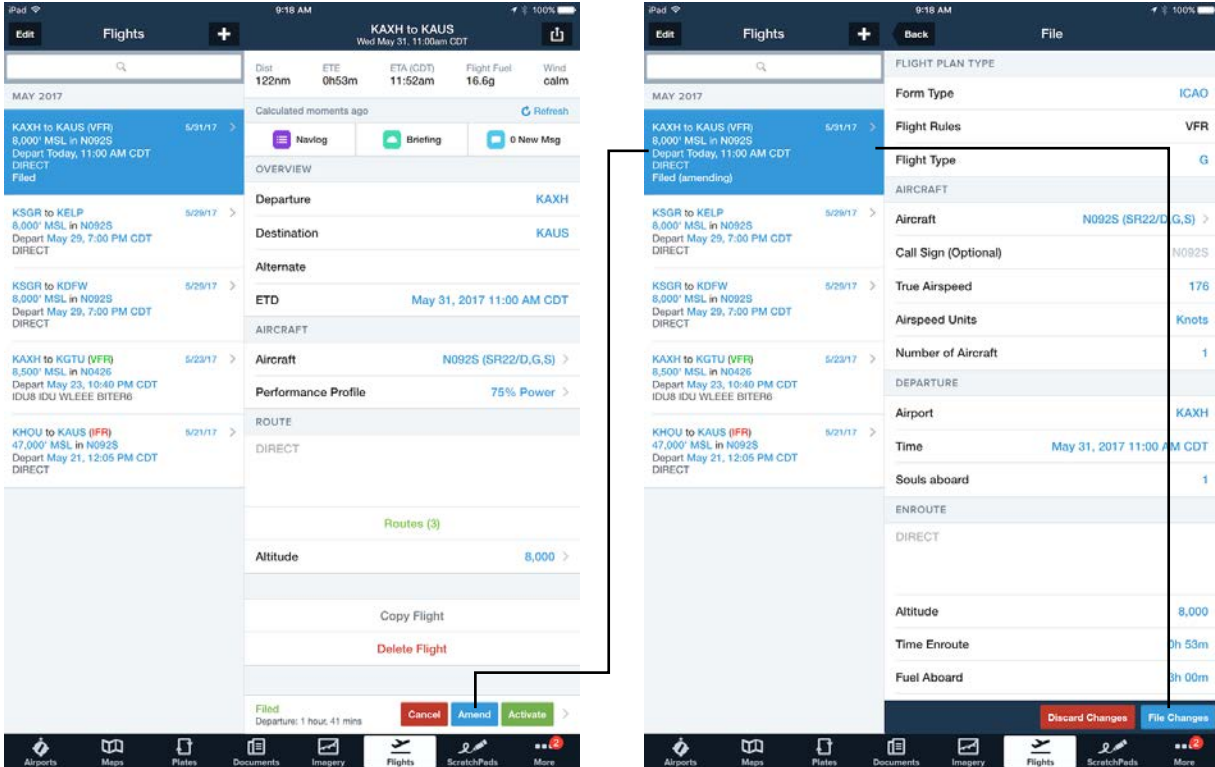 iPad 9:18 AM 100%
Edit Flights +
KAXH to KAUS
Wed May 31, 11:00am CDT
MAY 2017
KAXH to KAUS (VFR) 5/31/17
8,000' MSL in N092S
Depart Today, 11:00 AM CDT
DIRECT
Filed
KSGR to KELP 5/29/17
8,000' MSL in N092S
Depart May 29, 7:00 PM CDT
DIRECT
KSGR to KDFW 5/29/17
8,000' MSL in N092S
Depart May 29, 7:00 PM CDT
DIRECT
KAXH to KGTU (VFR) 5/23/17
8,500' MSL in N0426
Depart May 23, 10:40 PM CDT
IDU8 IDU WLEEE BITER6
KHOU to KAUS (IFR) 5/21/17
47,000' MSL in N092S
Depart May 21, 12:05 PM CDT
DIRECT
Dist ETE ETA (CDT) Flight Fuel Wind
122nm 0h53m 11:52am 16.6g calm
Calculated moments ago Refresh
Navlog Briefing 0 New Msg
OVERVIEW
Departure KAXH
Destination KAUS
Alternate
ETD May 31, 2017 11:00 AM CDT
AIRCRAFT
Aircraft N092S (SR22/D,G,S)
Performance Profile 75% Power
ROUTE
DIRECT
Routes (3)
Altitude 8,000
Copy Flight
Delete Flight
Filed
Departure: 1 hour, 41 mins
Cancel Amend Activate
Airports Maps Plates Documents Imagery Flights ScratchPads 2 More
iPad 9:18 AM 100%
Edit Flights + Back File
MAY 2017
KAXH to KAUS (VFR) 5/31/17
8,000' MSL in N092S
Depart Today, 11:00 AM CDT
DIRECT
Filed (amending)
KSGR to KELP 5/29/17
8,000' MSL in N092S
Depart May 29, 7:00 PM CDT
DIRECT
KSGR to KDFW 5/29/17
8,000' MSL in N092S
Depart May 29, 7:00 PM CDT
DIRECT
KAXH to KGTU (VFR) 5/23/17
8,500' MSL in N0426
Depart May 23, 10:40 PM CDT
IDU8 IDU WLEEE BITER6
KHOU to KAUS (IFR) 5/21/17
47,000' MSL in N092S
Depart May 21, 12:05 PM CDT
DIRECT
FLIGHT PLAN TYPE
Form Type ICAO
Flight Rules VFR
Flight Type G
AIRCRAFT
Aircraft N092S (SR22/D,G,S)
Call Sign (Optional) N092S
True Airspeed 176
Airspeed Units Knots
Number of Aircraft 1
DEPARTURE
Airport KAXH
Time May 31, 2017 11:00 AM CDT
Souls aboard 1
ENROUTE
DIRECT
Altitude 8,000
Time Enroute 0h 53m
Fuel Aboard 3h 00m
Discard Changes File Changes
Airports Maps Plates Documents Imagery Flights ScratchPads 2 More